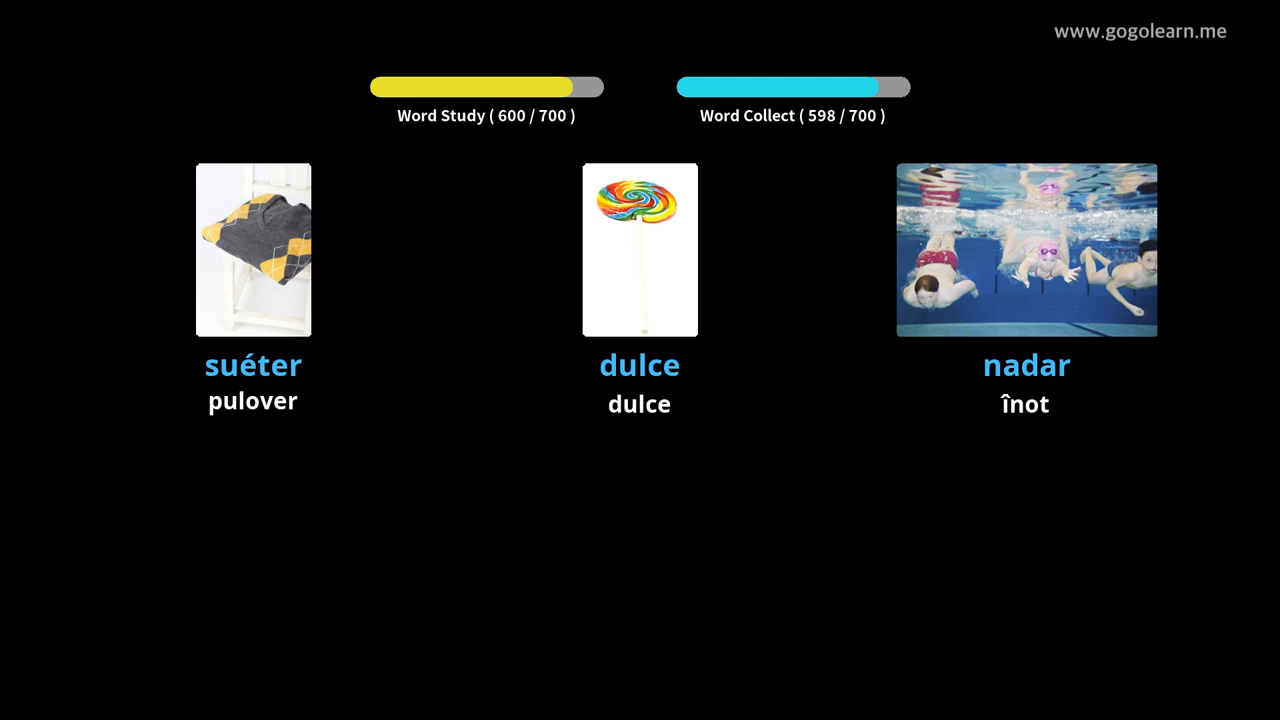 www.gogolearn.me
Word Study ( 600 / 700 )
Word Collect ( 598 / 700 )
suéter
pulover
dulce
dulce
nadar
înot